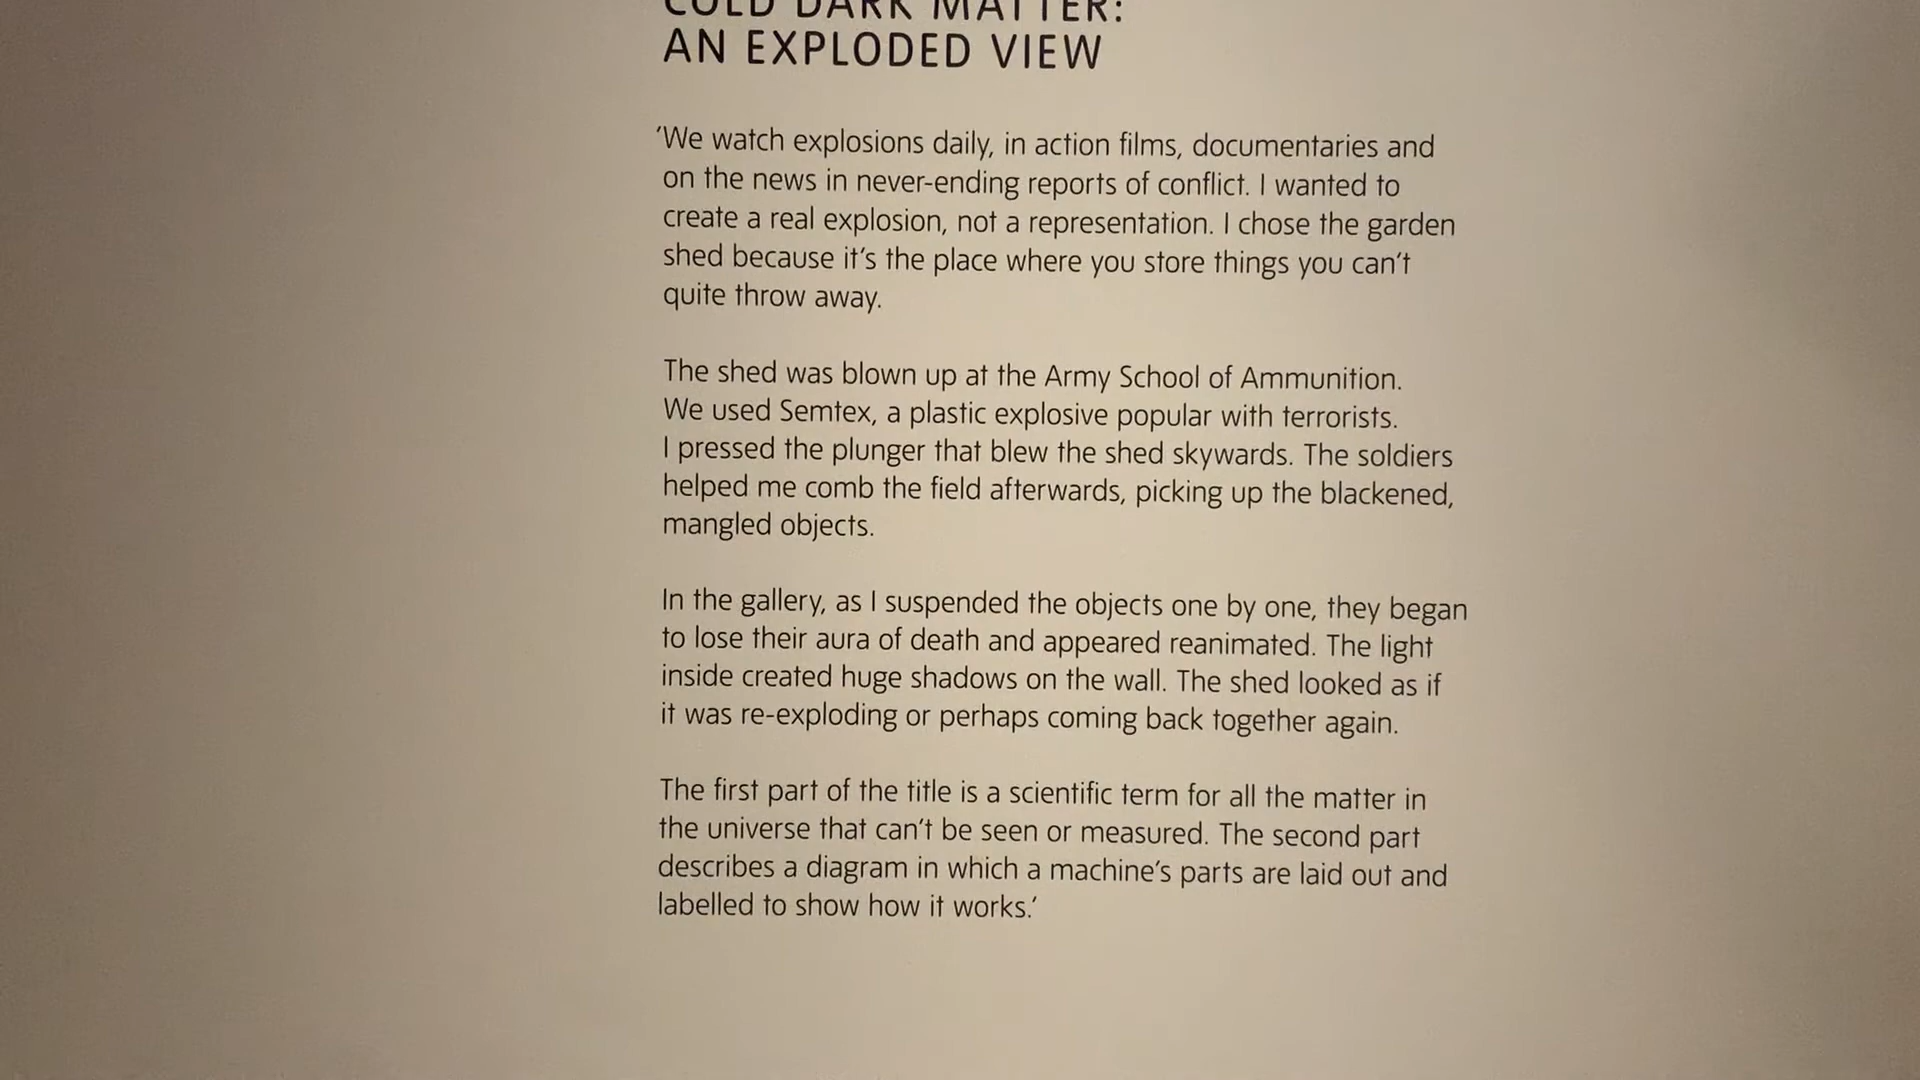 COLD DARK MATTER:
AN EXPLODED VIEW
‘We watch explosions daily, in action films, documentaries and
on the news in never-ending reports of conflict. I wanted to
create a real explosion, not a representation. I chose the garden
shed because it’s the place where you store things you can’t
quite throw away.
The shed was blown up at the Army School of Ammunition.
We used Semtex, a plastic explosive popular with terrorists.
I pressed the plunger that blew the shed skywards. The soldiers
helped me comb the field afterwards, picking up the blackened,
mangled objects.
In the gallery, as I suspended the objects one by one, they began
to lose their aura of death and appeared reanimated. The light
inside created huge shadows on the wall. The shed looked as if
it was re-exploding or perhaps coming back together again.
The first part of the title is a scientific term for all the matter in
the universe that can’t be seen or measured. The second part
describes a diagram in which a machine’s parts are laid out and
labelled to show how it works.’